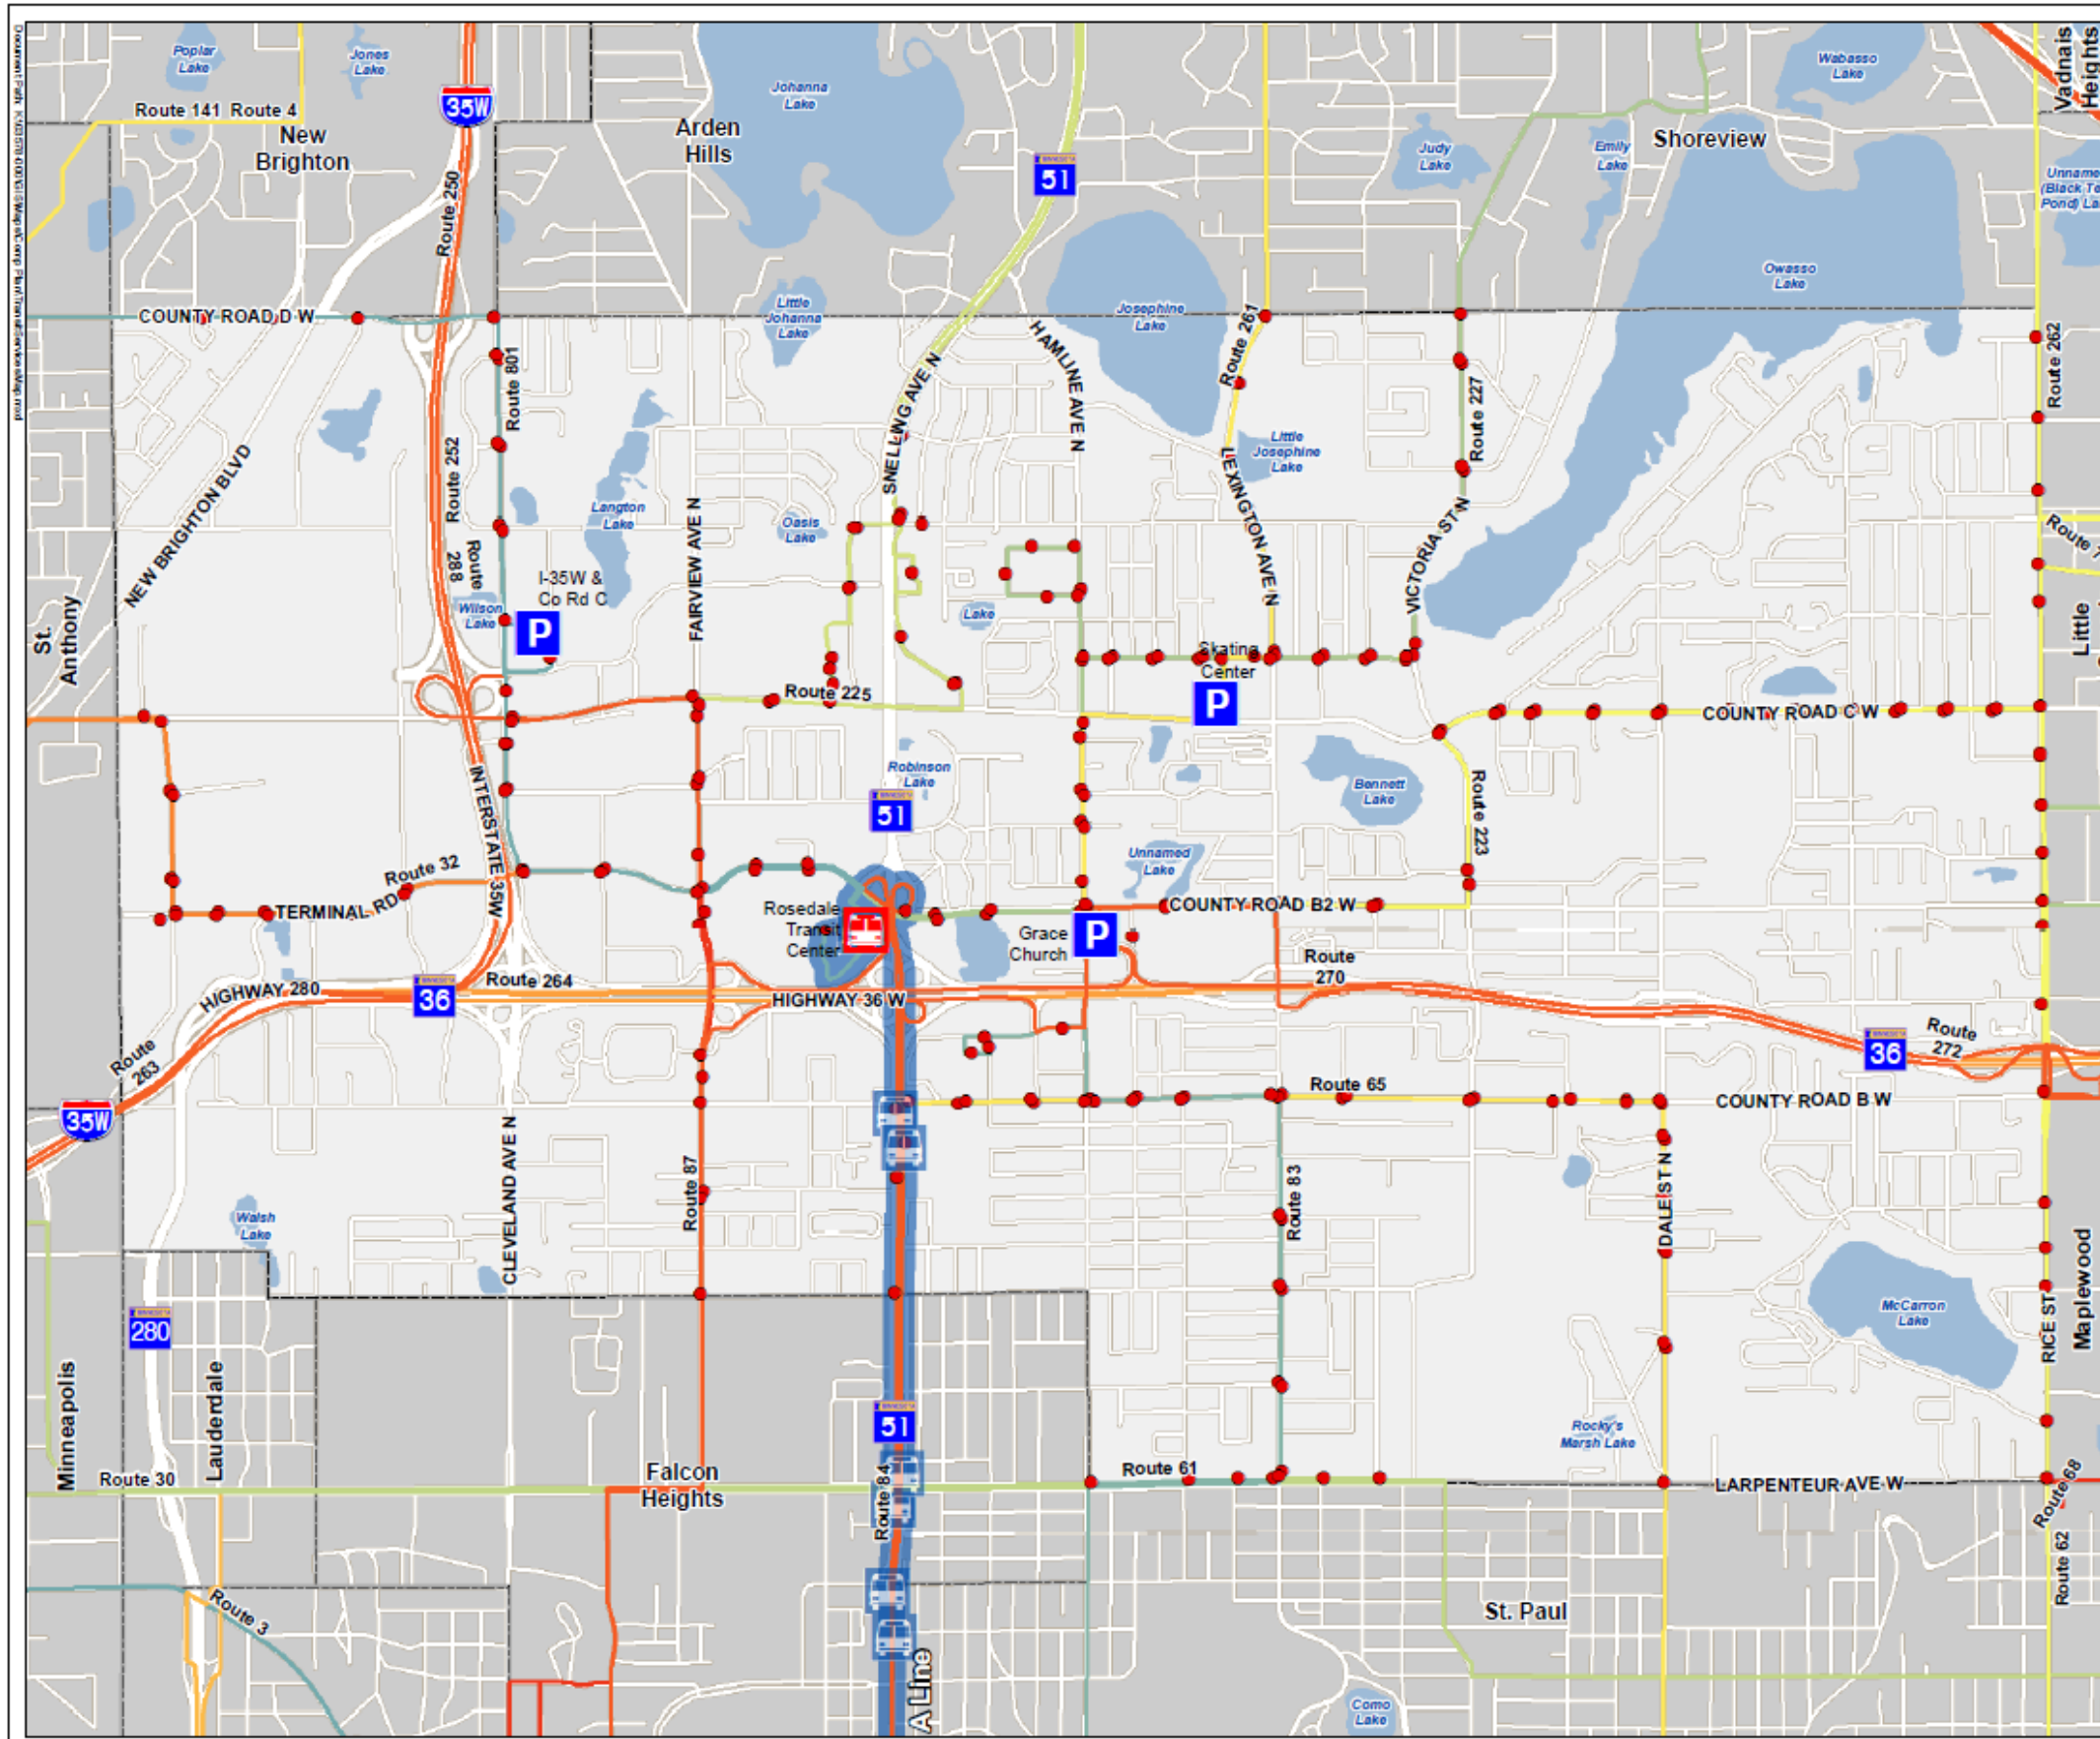 Poplar
Lake
Jones
Lake
Route 141 Route 4
New
Brighton
35W
Route 250
Johanna
Lake
Arden
Hills
51
Judy
Lake
Emily
Lake
Shoreview
Wabasso
Lake
Vadnais
Heights
Owasso
Lake
COUNTY ROAD D W
Little
Johanna
Lake
Josephine
Lake
HAMLINE AVE N
Route 261
Route 262
Route 801
Route 227
Route 252
SNELLING AVE N
Little
Josephine
Lake
LEXINGTON AVE N
VICTORIA ST N
NEW BRIGHTON BLVD
Langton
Lake
FAIRVIEW AVE N
Oasis
Lake
Route
288
I-35W &
Co Rd C
Wilson
Lake
P
Lake
St.
Anthony
Little
Skating
Center
P
Route 225
COUNTY ROAD C W
INTERSTATE 35W
Robinson
Lake
51
Bennett
Lake
Route 223
Unnamed
Lake
Route 32
TERMINAL RD
Rosedale
Transit
Center
COUNTY ROAD B2 W
Grace
Church
P
Route
270
HIGHWAY 280
36
Route 264
HIGHWAY 36 W
Route
263
36
Route
272
35W
Route 65
COUNTY ROAD B W
CLEVELAND AVE N
Route 87
Route 83
DALE ST N
Walsh
Lake
280
McCarron
Lake
RICE ST
Maplewood
Minneapolis
Lauderdale
51
Rocky's
Marsh Lake
Route 30
Falcon
Heights
Route 84
Route 61
LARPENTEUR AVE W
Route 68
Route 62
Route 3
St. Paul
A Line
Como
Lake